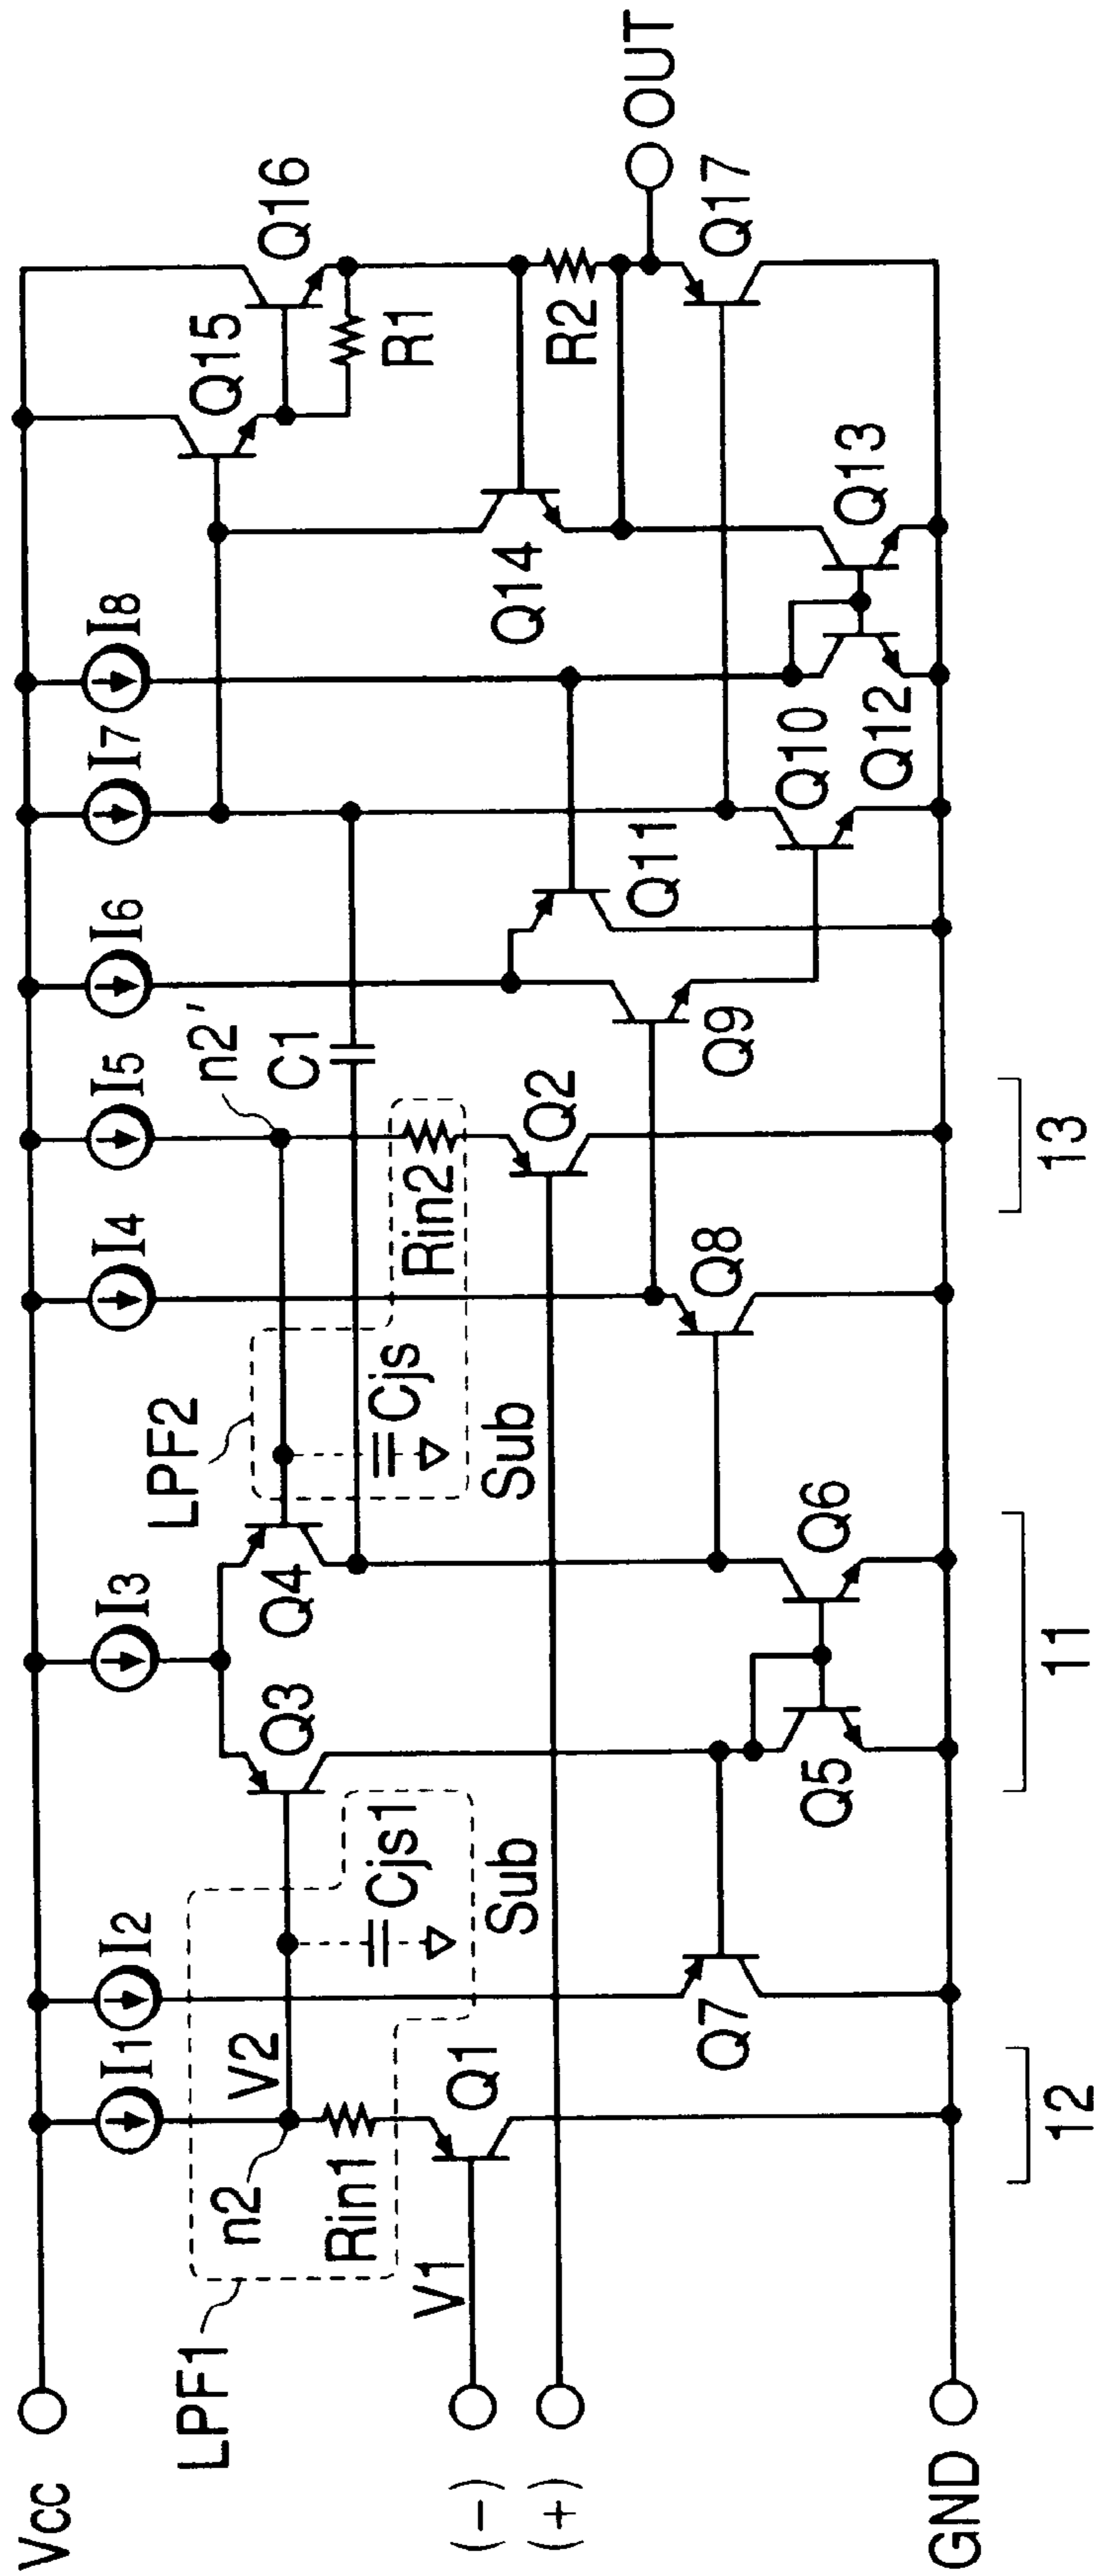 Vcc
LPF1
n2
V2
I1
I2
I3
I4
I5
I6
I7
I8
LPF2
n2'
C1
Q15
Q16
R1
R2
OUT
Rin1
V1
Q1
Cjs1
Sub
Q3
Q4
Cjs
Sub
Rin2
Q2
Q9
Q11
Q14
Q17
(-)
(+)
Q7
Q5
Q6
Q8
Q10
Q12
Q13
GND
12
11
13